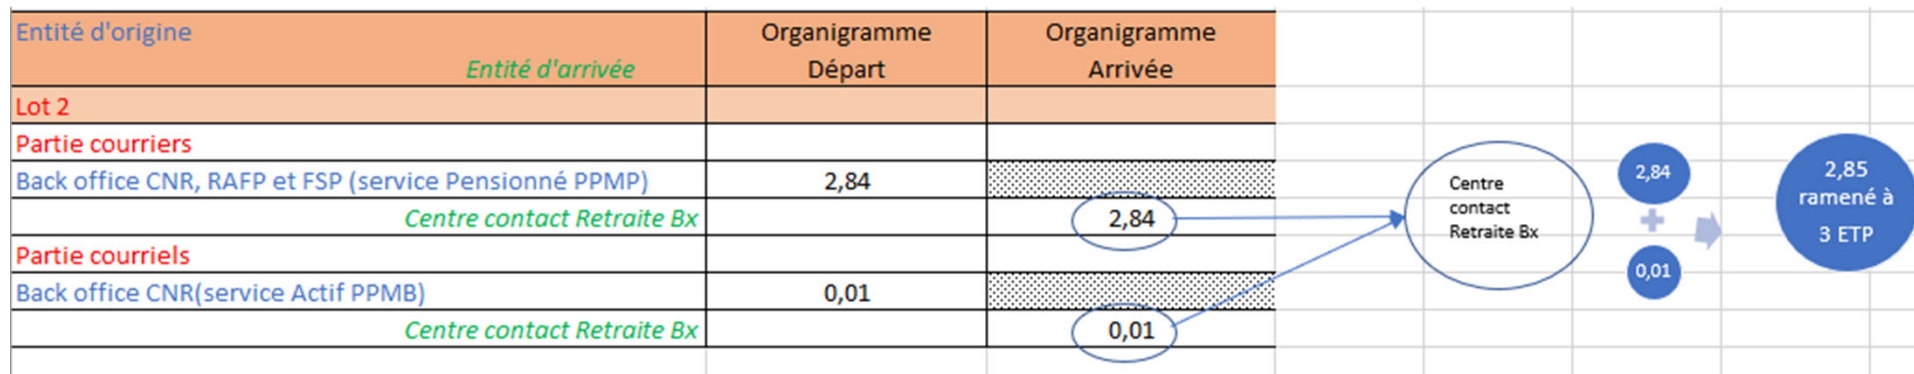 Entité d'origine
Entité d'arrivée
Organigramme
Départ
Organigramme
Arrivée
Lot 2
Partie courriers
Back office CNR, RAFP et FSP (service Pensionné PPMP)
2,84
Centre contact Retraite Bx
2,84
Partie courriels
Back office CNR(service Actif PPMB)
0,01
Centre contact Retraite Bx
0,01
Centre
contact
Retraite Bx
2,84
+
0,01
2,85
ramené à
3 ETP